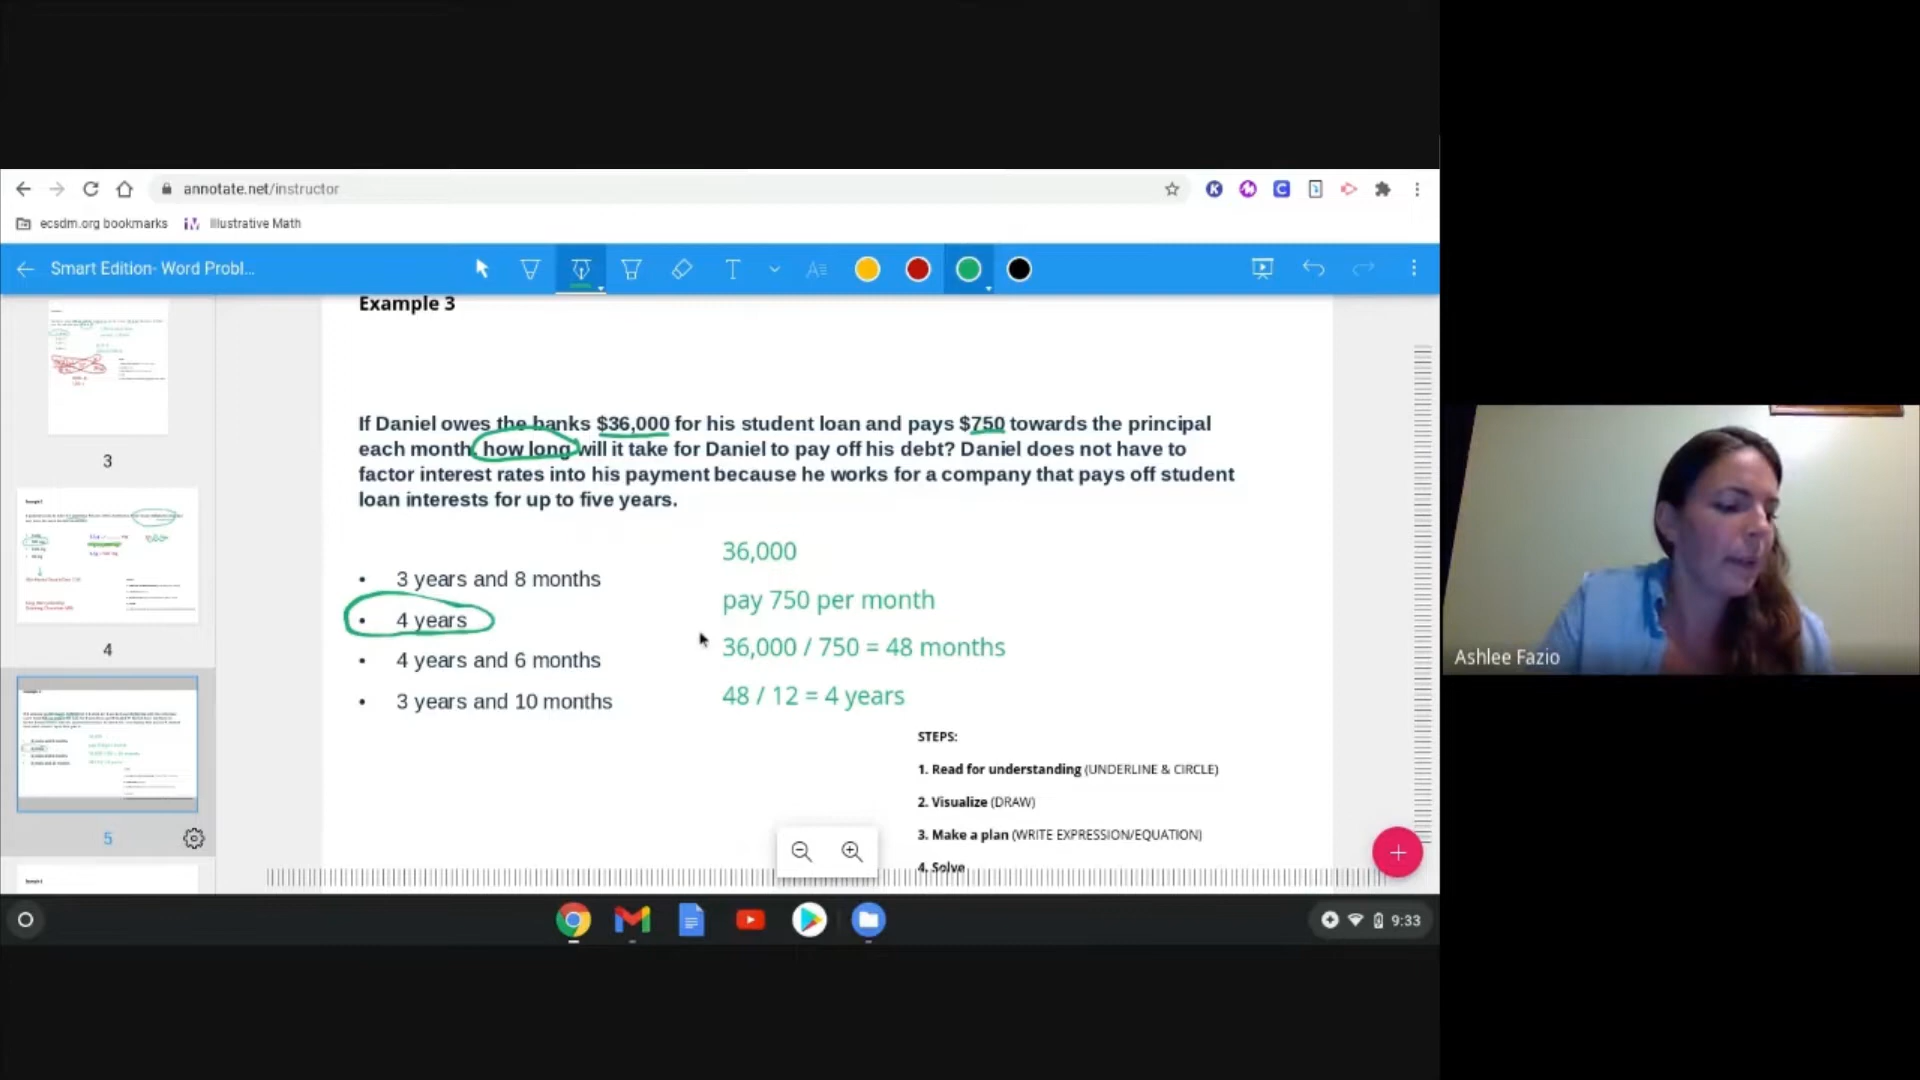 annotate.net/instructor
ecsdm.org bookmarks
Illustrative Math
Smart Edition- Word Probl...
T
Example 3
If Daniel owes the banks $36,000 for his student loan and pays $750 towards the principal
each month, how long will it take for Daniel to pay off his debt? Daniel does not have to
factor interest rates into his payment because he works for a company that pays off student
loan interests for up to five years.
• 3 years and 8 months
• 4 years
• 4 years and 6 months
• 3 years and 10 months
36,000
pay 750 per month
36,000 / 750 = 48 months
48 / 12 = 4 years
STEPS:
1. Read for understanding (UNDERLINE & CIRCLE)
2. Visualize (DRAW)
3. Make a plan (WRITE EXPRESSION/EQUATION)
4. Solve
3
4
5
Ashlee Fazio
9:33